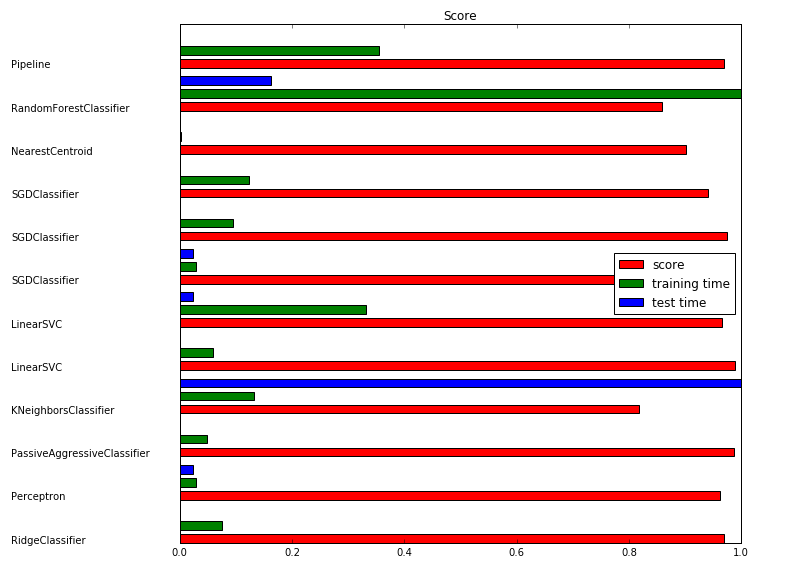 Score
Pipeline
RandomForestClassifier
NearestCentroid
SGDClassifier
SGDClassifier
SGDClassifier
LinearSVC
LinearSVC
KNeighborsClassifier
PassiveAggressiveClassifier
Perceptron
RidgeClassifier
score
training time
test time
0.0 0.2 0.4 0.6 0.8 1.0